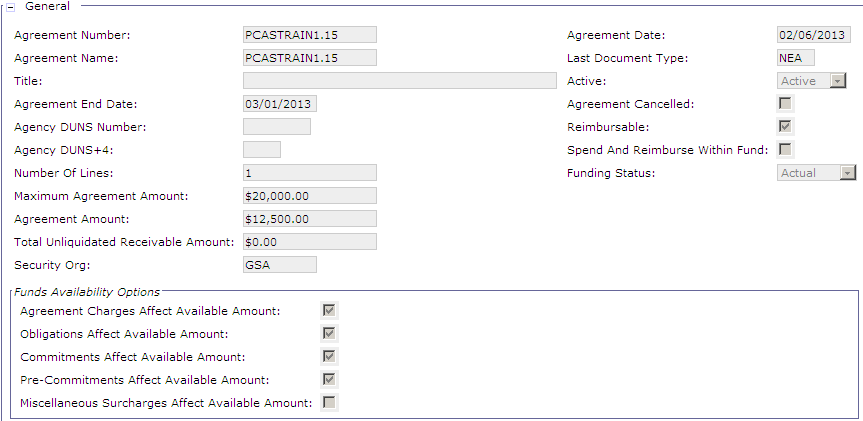 General
Agreement Number: PCASTRAIN1.15 Agreement Date: 02/06/2013
Agreement Name: PCASTRAIN1.15 Last Document Type: NEA
Title: Active: Active
Agreement End Date: 03/01/2013 Agreement Cancelled:
Agency DUNS Number: Reimbursable:
Agency DUNS+4: Spend And Reimburse Within Fund:
Number Of Lines: 1 Funding Status: Actual
Maximum Agreement Amount: $20,000.00
Agreement Amount: $12,500.00
Total Unliquidated Receivable Amount: $0.00
Security Org: GSA
Funds Availability Options
Agreement Charges Affect Available Amount:
Obligations Affect Available Amount:
Commitments Affect Available Amount:
Pre-Commitments Affect Available Amount:
Miscellaneous Surcharges Affect Available Amount: